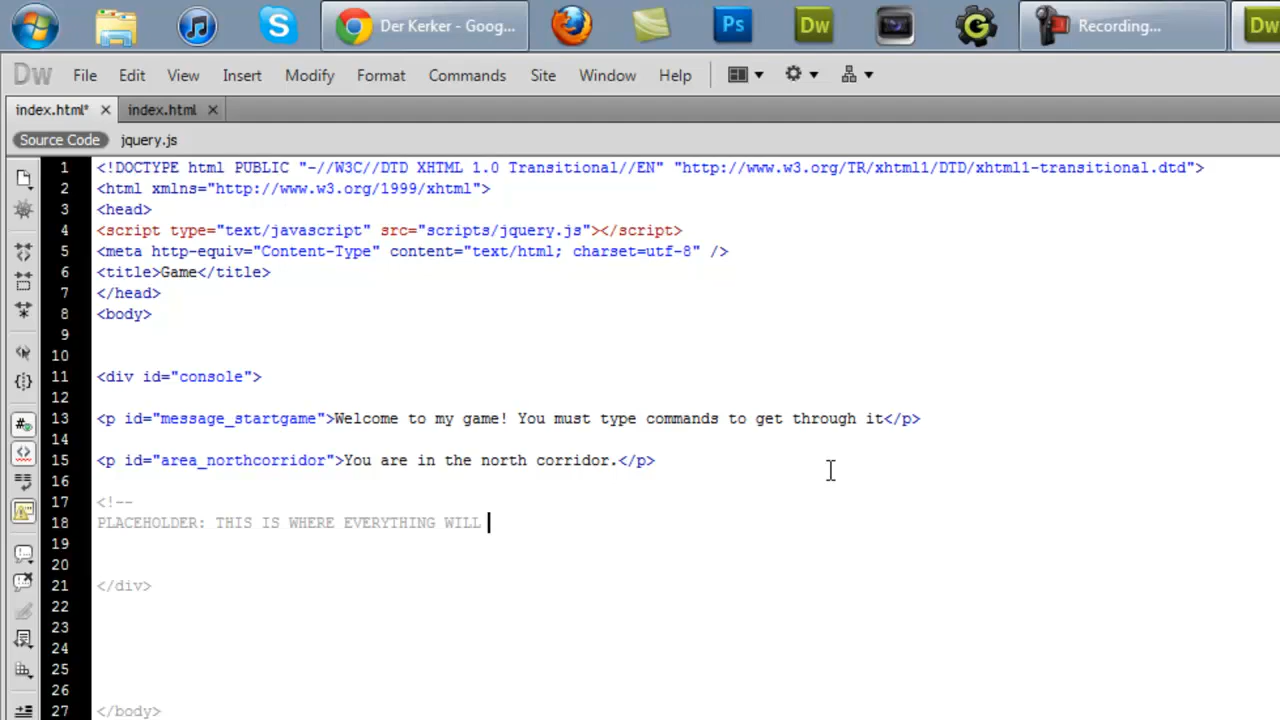 Der Kerker - Goog...
Ps
Dw
Recording...
Dw
Dw
File
Edit
View
Insert
Modify
Format
Commands
Site
Window
Help
index.html*
index.html
Source Code
jquery.js
1 <!DOCTYPE html PUBLIC "-//W3C//DTD XHTML 1.0 Transitional//EN" "http://www.w3.org/TR/xhtml1/DTD/xhtml1-transitional.dtd">
2 <html xmlns="http://www.w3.org/1999/xhtml">
3 <head>
4 <script type="text/javascript" src="scripts/jquery.js"></script>
5 <meta http-equiv="Content-Type" content="text/html; charset=utf-8" />
6 <title>Game</title>
7 </head>
8 <body>
9
10
11 <div id="console">
12
13 <p id="message_startgame">Welcome to my game! You must type commands to get through it</p>
14
15 <p id="area_northcorridor">You are in the north corridor.</p>
16
17 <!--
18 PLACEHOLDER: THIS IS WHERE EVERYTHING WILL
19
20
21 </div>
22
23
24
25
26
27 </body>